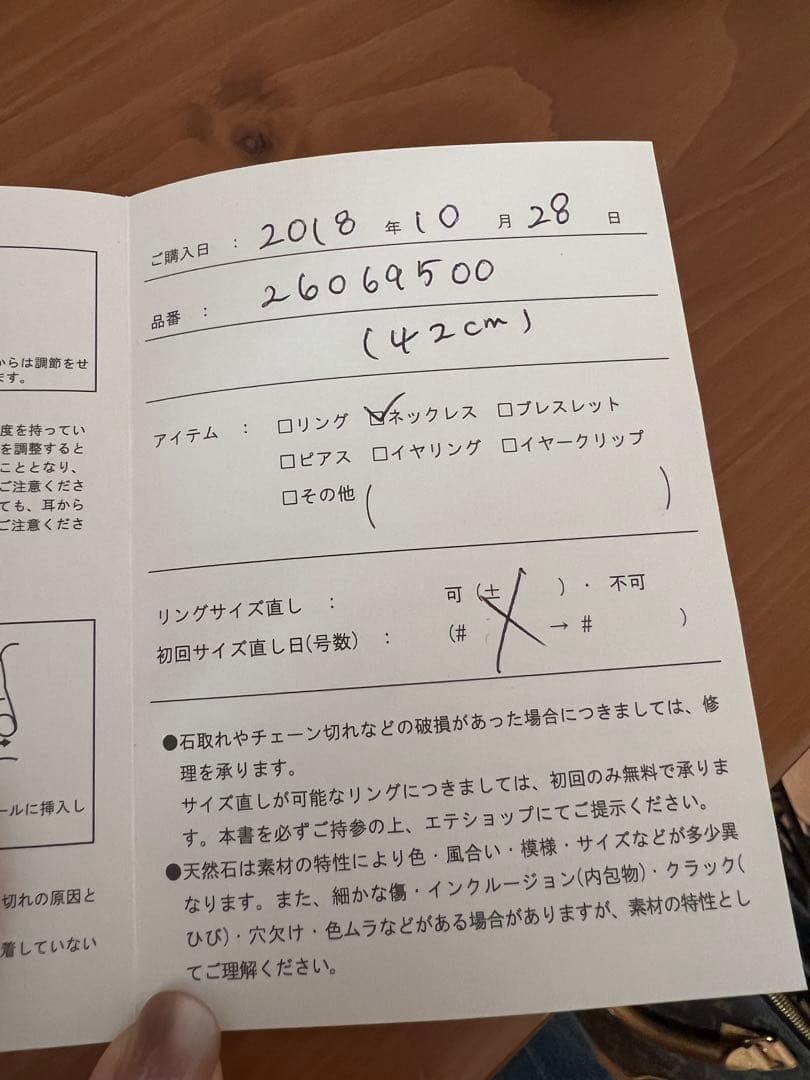 からは調節をせ
ます。
度を持ってい
を調整すると
こととなり、
ご注意くださ
ても、耳から
ご注意くださ
ールに挿入し
切れの原因と
着していない
ご購入日 : 2018 年 10 月 28 日
品番 : 26069500
(42cm)
アイテム : □リング ☑ネックレス □ブレスレット
□ピアス □イヤリング □イヤークリップ
□その他 ( )
リングサイズ直し : 可 (± ) ・ 不可
初回サイズ直し日(号数) : (# → # )
●石取れやチェーン切れなどの破損があった場合につきましては、修
理を承ります。
サイズ直しが可能なリングにつきましては、初回のみ無料で承りま
す。本書を必ずご持参の上、エテショップにてご提示ください。
●天然石は素材の特性により色・風合い・模様・サイズなどが多少異
なります。また、細かな傷・インクルージョン(内包物)・クラック(
ひび)・穴欠け・色ムラなどがある場合がありますが、素材の特性とし
てご理解ください。